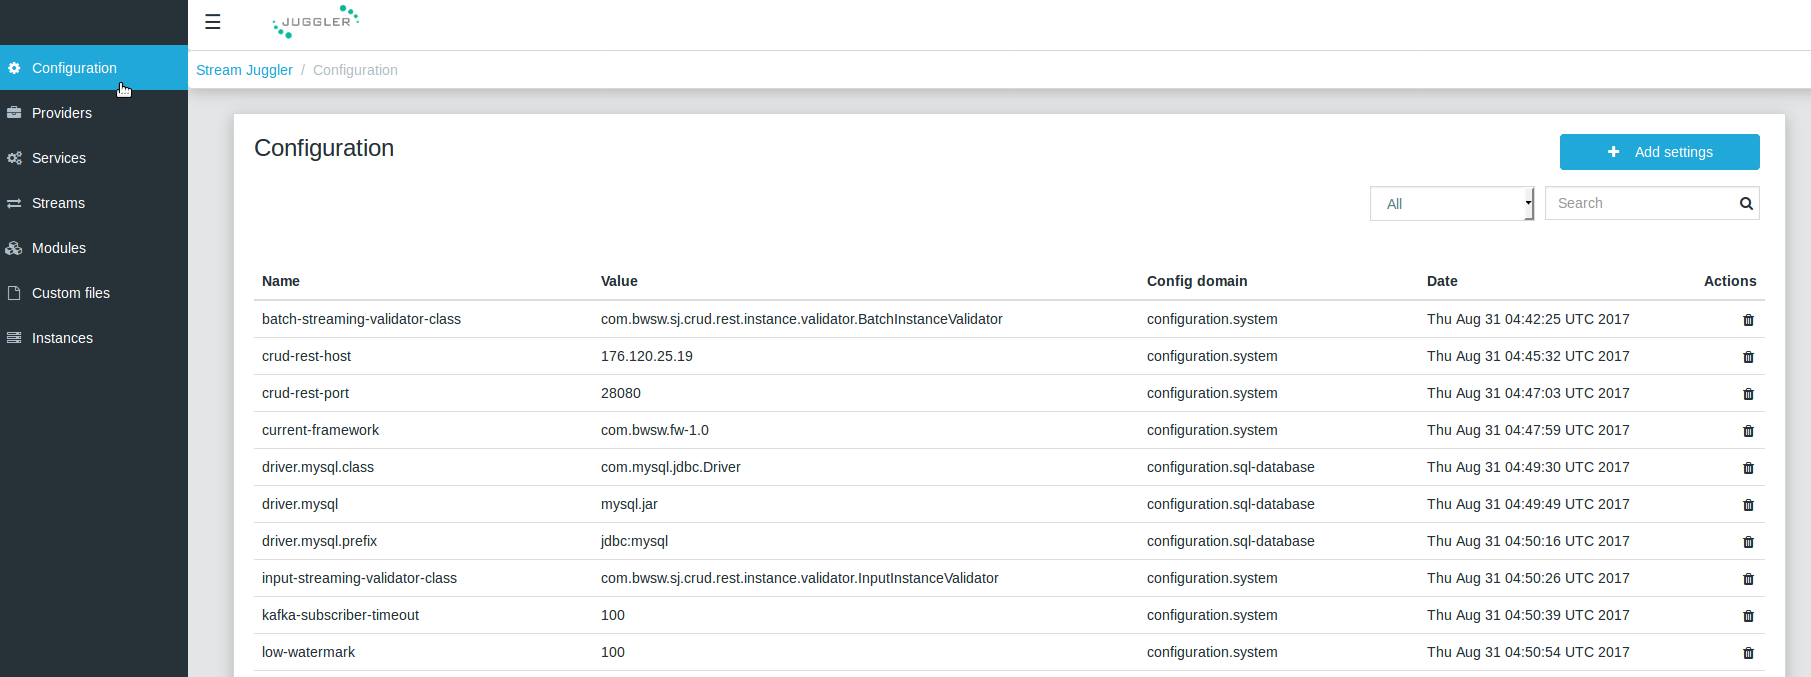 ☰ JUGGLER
Configuration
Providers
Services
Streams
Modules
Custom files
Instances
Stream Juggler / Configuration
Configuration
+ Add settings
All Search
Name Value Config domain Date Actions
batch-streaming-validator-class com.bwsw.sj.crud.rest.instance.validator.BatchInstanceValidator configuration.system Thu Aug 31 04:42:25 UTC 2017
crud-rest-host 176.120.25.19 configuration.system Thu Aug 31 04:45:32 UTC 2017
crud-rest-port 28080 configuration.system Thu Aug 31 04:47:03 UTC 2017
current-framework com.bwsw.fw-1.0 configuration.system Thu Aug 31 04:47:59 UTC 2017
driver.mysql.class com.mysql.jdbc.Driver configuration.sql-database Thu Aug 31 04:49:30 UTC 2017
driver.mysql mysql.jar configuration.sql-database Thu Aug 31 04:49:49 UTC 2017
driver.mysql.prefix jdbc:mysql configuration.sql-database Thu Aug 31 04:50:16 UTC 2017
input-streaming-validator-class com.bwsw.sj.crud.rest.instance.validator.InputInstanceValidator configuration.system Thu Aug 31 04:50:26 UTC 2017
kafka-subscriber-timeout 100 configuration.system Thu Aug 31 04:50:39 UTC 2017
low-watermark 100 configuration.system Thu Aug 31 04:50:54 UTC 2017